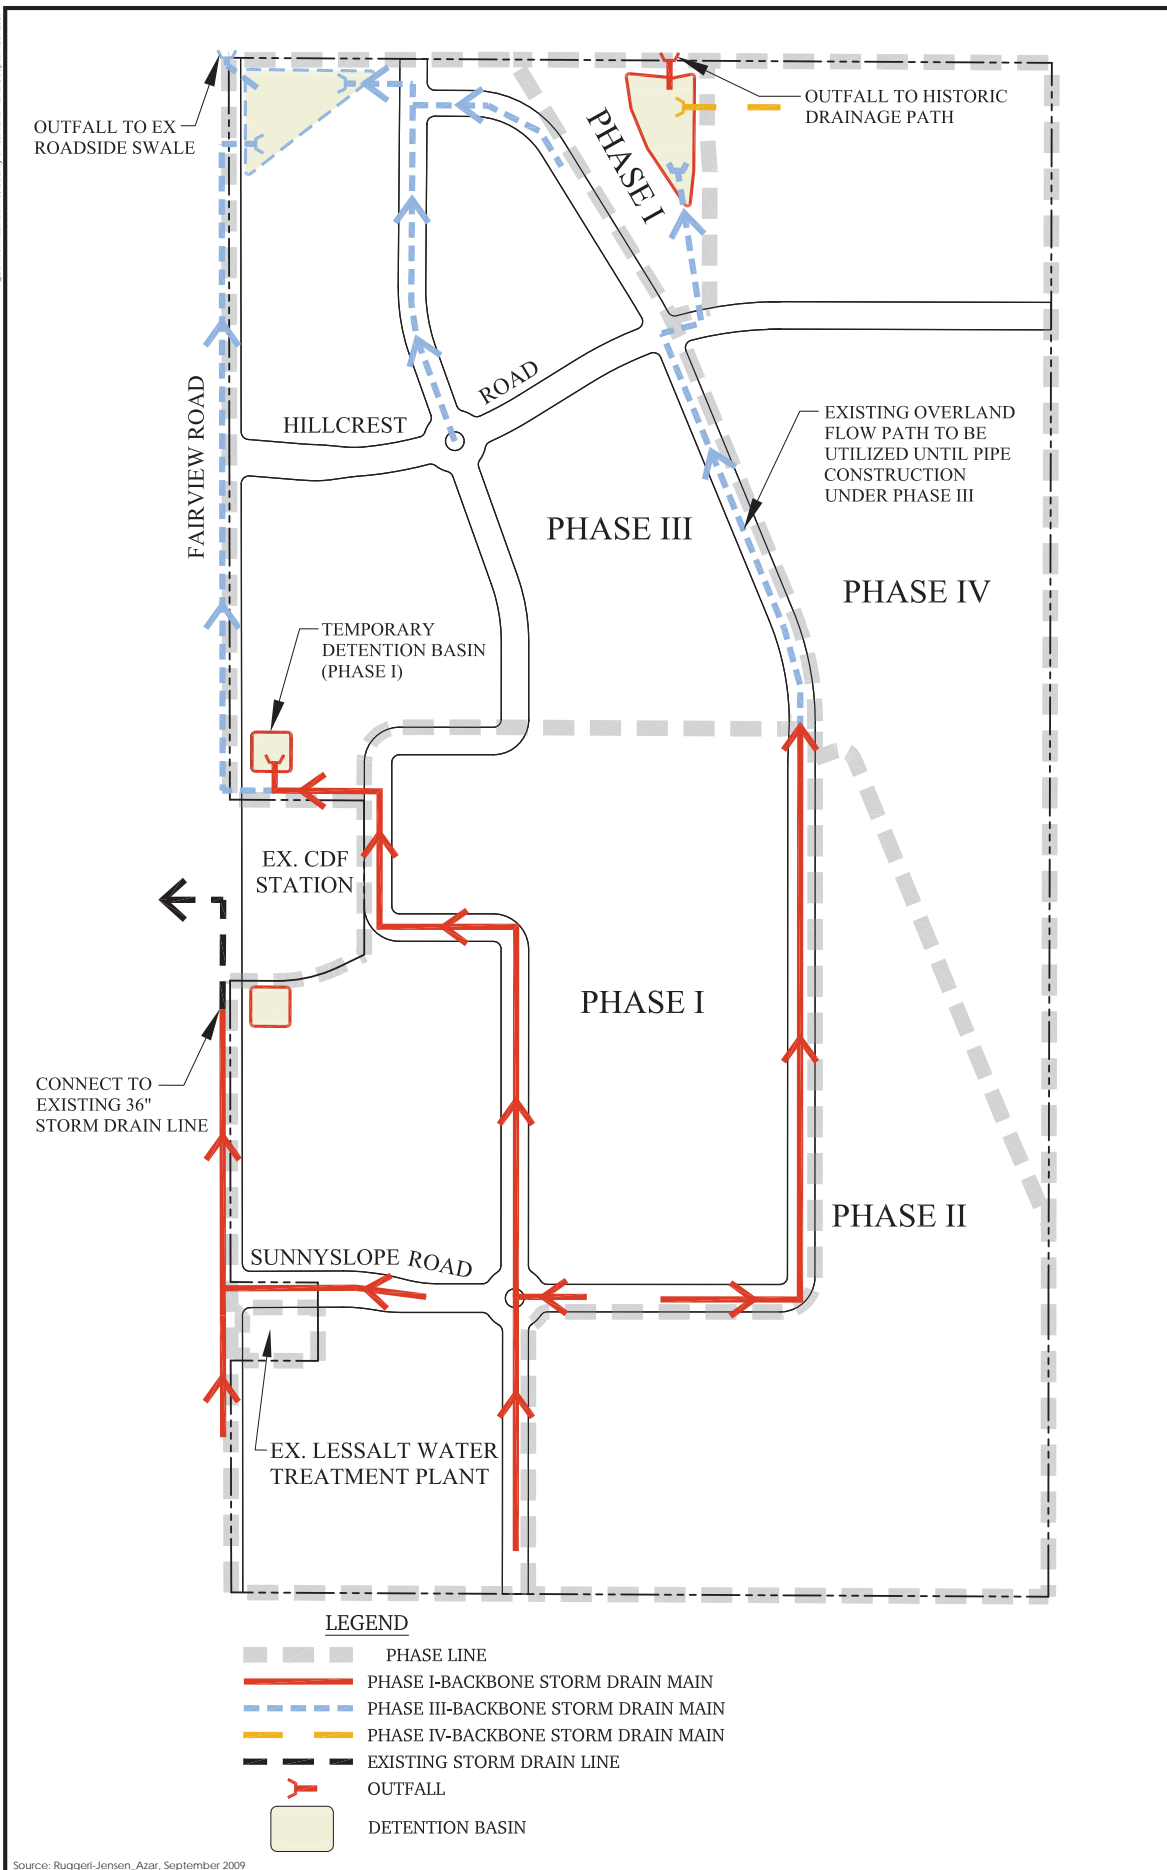 OUTFALL TO EX
ROADSIDE SWALE
OUTFALL TO HISTORIC
DRAINAGE PATH
PHASE I
FAIRVIEW ROAD
HILLCREST
ROAD
EXISTING OVERLAND
FLOW PATH TO BE
UTILIZED UNTIL PIPE
CONSTRUCTION
UNDER PHASE III
PHASE III
PHASE IV
TEMPORARY
DETENTION BASIN
(PHASE I)
EX. CDF
STATION
PHASE I
CONNECT TO
EXISTING 36"
STORM DRAIN LINE
PHASE II
SUNNYSLOPE ROAD
EX. LESSALT WATER
TREATMENT PLANT
LEGEND
PHASE LINE
PHASE I-BACKBONE STORM DRAIN MAIN
PHASE III-BACKBONE STORM DRAIN MAIN
PHASE IV-BACKBONE STORM DRAIN MAIN
EXISTING STORM DRAIN LINE
OUTFALL
DETENTION BASIN
Source: Ruggeri-Jensen_Azar, September 2009